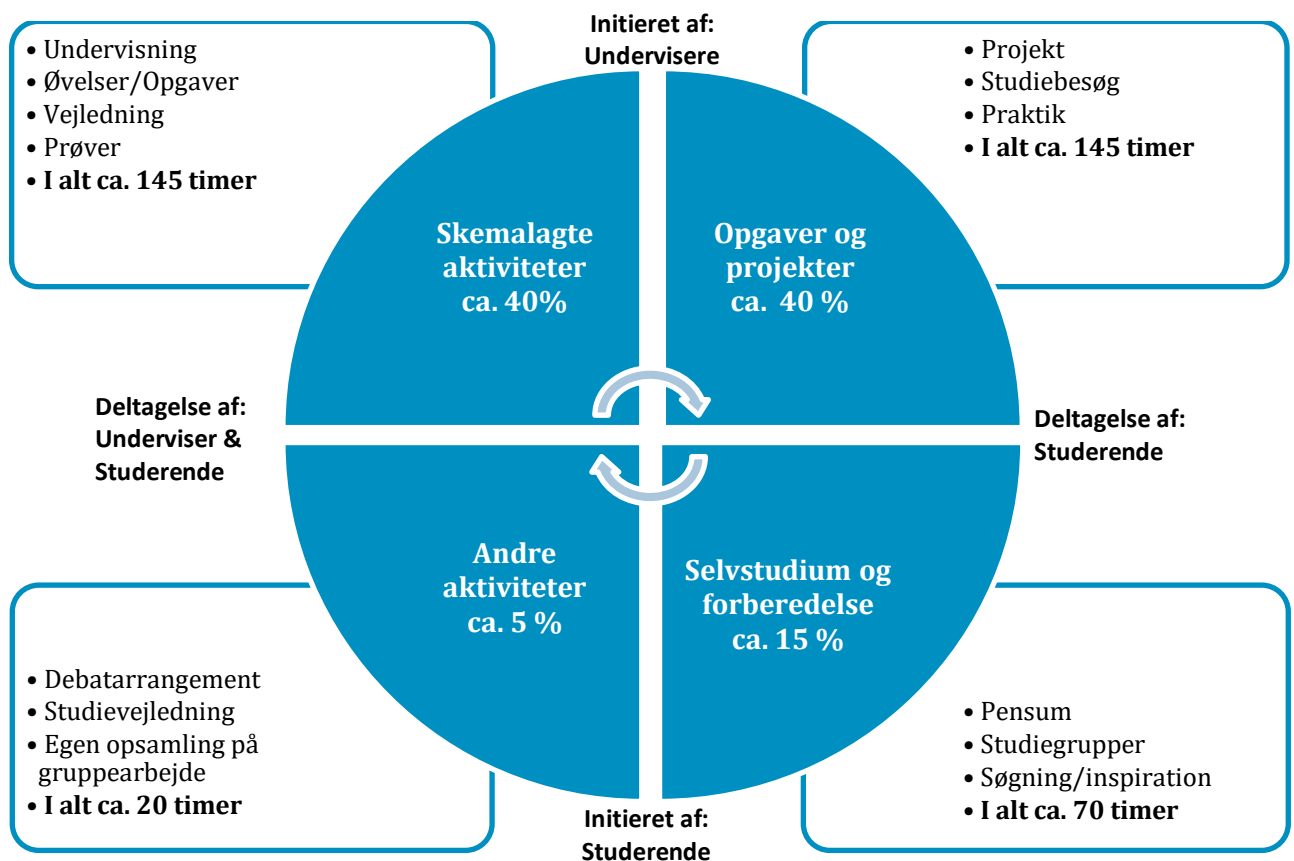 Initieret af:
Undervisere
• Undervisning
• Øvelser/Opgaver
• Vejledning
• Prøver
• I alt ca. 145 timer
• Projekt
• Studiebesøg
• Praktik
• I alt ca. 145 timer
Skemalagte
aktiviteter
ca. 40%
Opgaver og
projekter
ca. 40 %
Deltagelse af:
Underviser &
Studerende
Deltagelse af:
Studerende
Andre
aktiviteter
ca. 5 %
Selvstudium og
forberedelse
ca. 15 %
• Debatarrangement
• Studievejledning
• Egen opsamling på
gruppearbejde
• I alt ca. 20 timer
• Pensum
• Studiegrupper
• Søgning/inspiration
• I alt ca. 70 timer
Initieret af:
Studerende